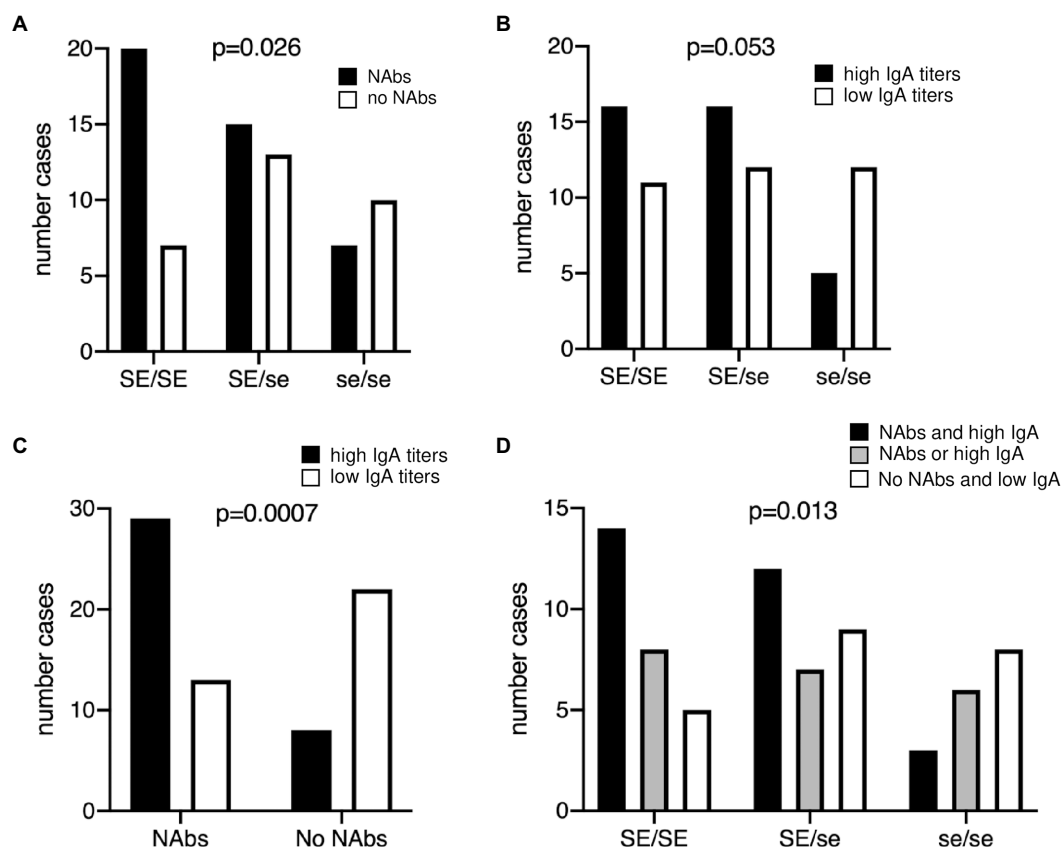 A
p=0.026
NAbs
no NAbs
number cases
20
15
10
5
0
SE/SE SE/se se/se
B
p=0.053
high IgA titers
low IgA titers
number cases
20
15
10
5
0
SE/SE SE/se se/se
C
high IgA titers
low IgA titers
p=0.0007
number cases
30
20
10
0
NAbs No NAbs
D
NAbs and high IgA
NAbs or high IgA
No NAbs and low IgA
p=0.013
number cases
15
10
5
0
SE/SE SE/se se/se